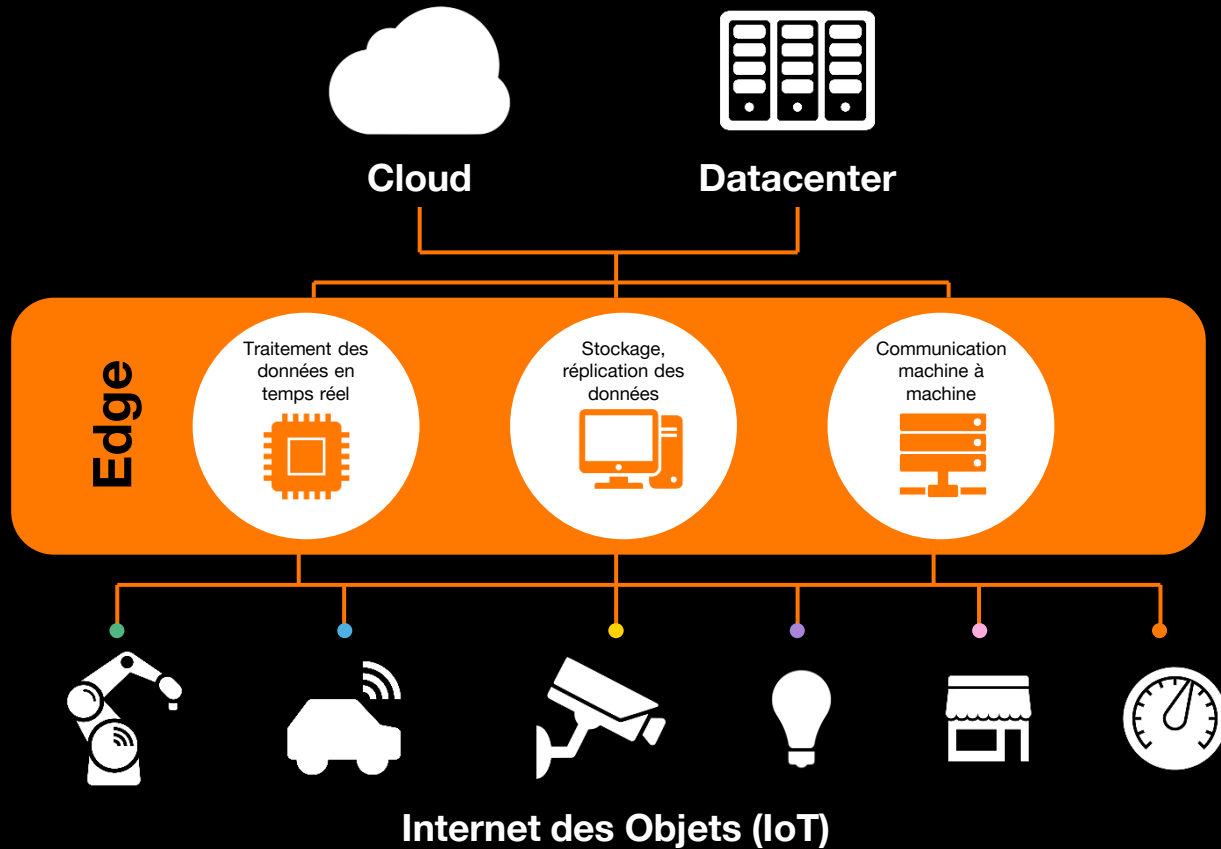 Cloud
Datacenter
Edge
Traitement des
données en
temps réel
Stockage,
réplication des
données
Communication
machine à
machine
Internet des Objets (IoT)